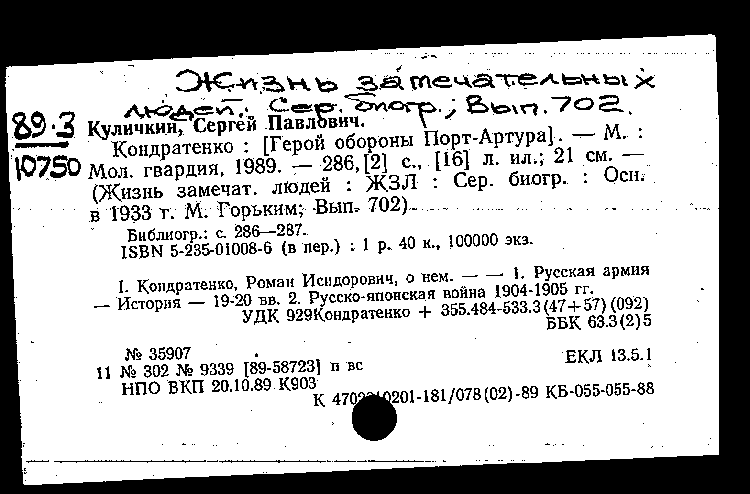 Жизнь замечательных
людей. Сер. биогр.; Вып. 702.
89-3
10750
Куличкин, Сергей Павлович.
Кондратенко : [Герой обороны Порт-Артура]. — М. :
Мол. гвардия, 1989. — 286,[2] с., [16] л. ил.; 21 см. —
(Жизнь замечат. людей : ЖЗЛ : Сер. биогр. : Осн.
в 1933 г. М. Горьким; Вып. 702)
Библиогр.: с. 286—287.
ISBN 5-235-01008-6 (в пер.) : 1 р. 40 к., 100000 экз.
I. Кондратенко, Роман Исидорович, о нем. — — 1. Русская армия
— История — 19-20 вв. 2. Русско-японская война 1904-1905 гг.
УДК 929Кондратенко + 355.484-533.3(47+57)(092)
ББК 63.3(2)5
№ 35907
11 № 302 № 9339 [89-58723] п вс
ЕКЛ 13.5.1
НПО ВКП 20.10.89 К903
К 0201-181/078(02)-89 КБ-055-055-88